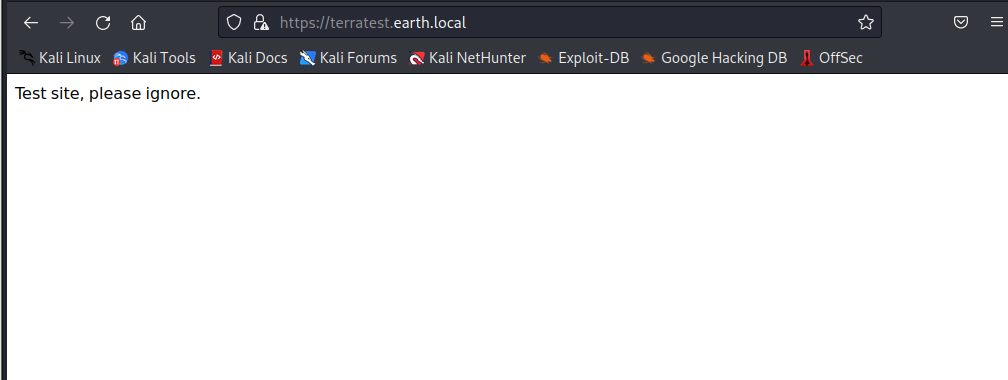 https://terratest.earth.local
Kali Linux Kali Tools Kali Docs Kali Forums Kali NetHunter Exploit-DB Google Hacking DB OffSec
Test site, please ignore.